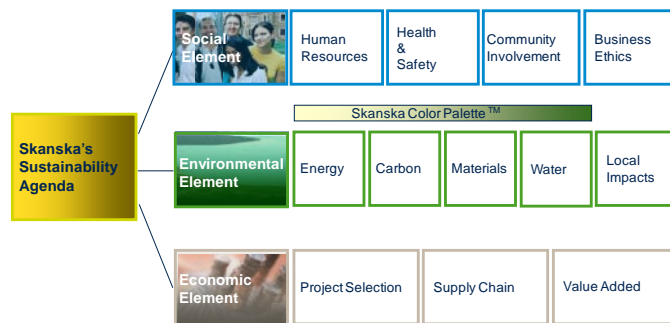 Social
Element
Human
Resources
Health
&
Safety
Community
Involvement
Business
Ethics
Skanska Color Palette™
Skanska's
Sustainability
Agenda
Environmental
Element
Energy
Carbon
Materials
Water
Local
Impacts
Economic
Element
Project Selection
Supply Chain
Value Added